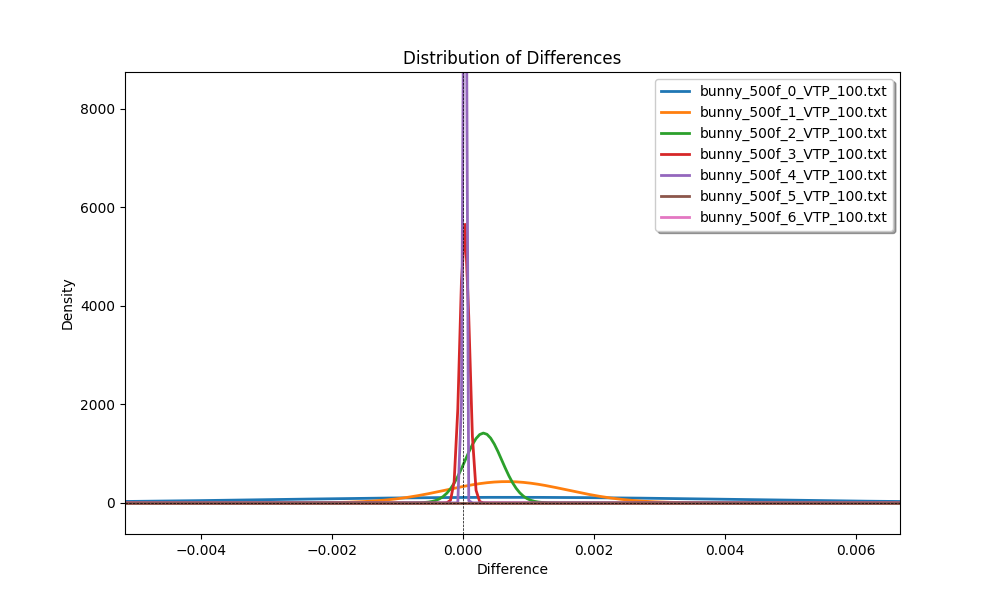 Distribution of Differences
bunny_500f_0_VTP_100.txt
bunny_500f_1_VTP_100.txt
bunny_500f_2_VTP_100.txt
bunny_500f_3_VTP_100.txt
bunny_500f_4_VTP_100.txt
bunny_500f_5_VTP_100.txt
bunny_500f_6_VTP_100.txt
Density
8000
6000
4000
2000
0
−0.004 −0.002 0.000 0.002 0.004 0.006
Difference